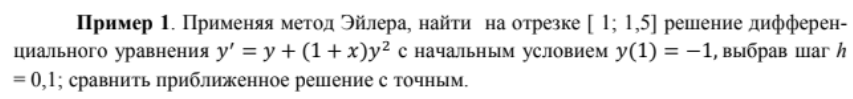 Пример 1. Применяя метод Эйлера, найти на отрезке [ 1; 1,5] решение дифферен-
циального уравнения y′ = y + (1 + x)y² с начальным условием y(1) = −1, выбрав шаг h
= 0,1; сравнить приближенное решение с точным.